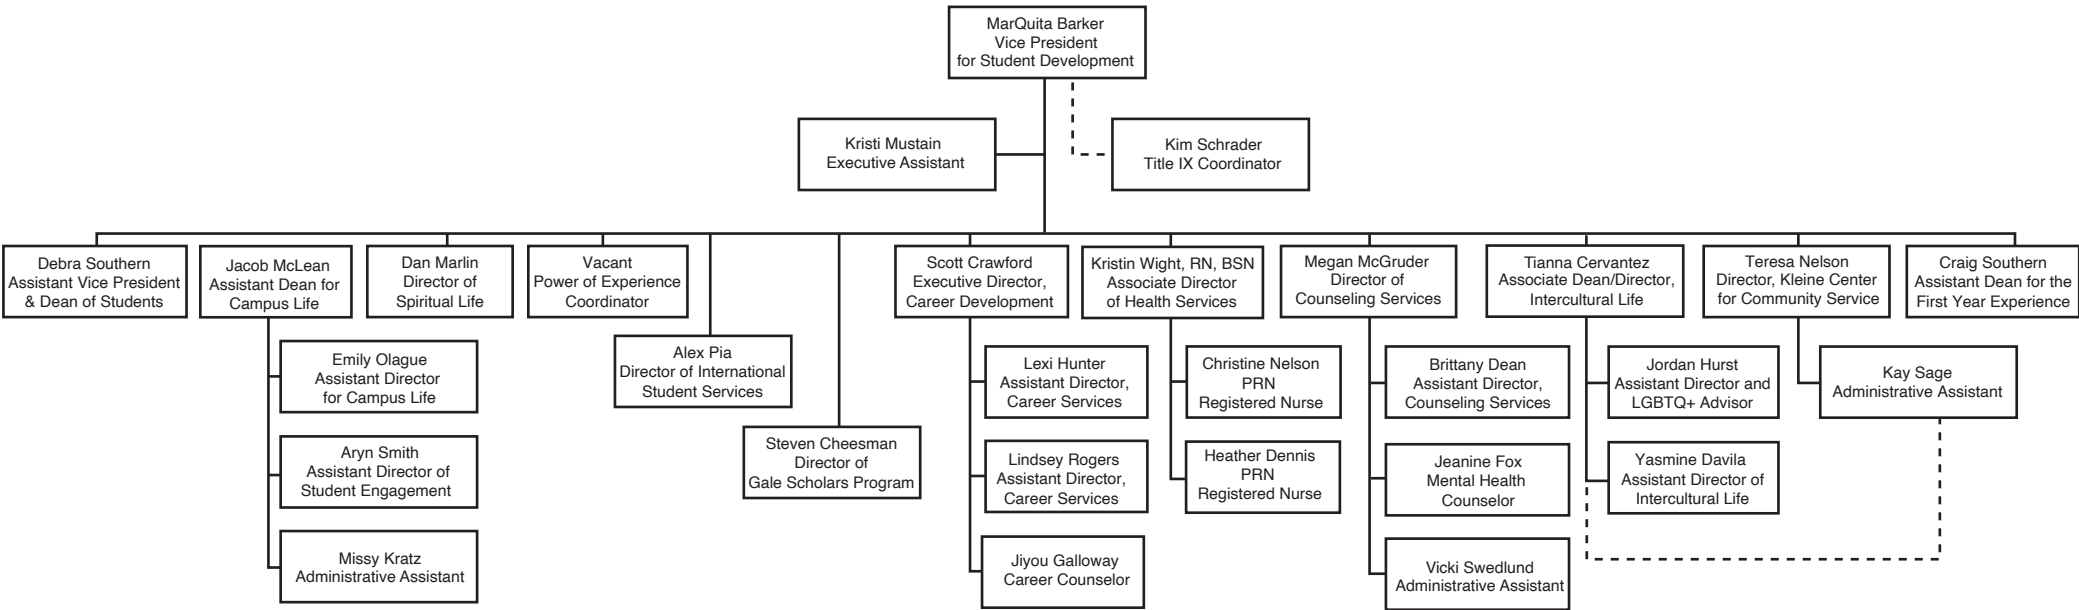 MarQuita Barker
Vice President
for Student Development
Kristi Mustain
Executive Assistant
Kim Schrader
Title IX Coordinator
Debra Southern
Assistant Vice President
& Dean of Students
Jacob McLean
Assistant Dean for
Campus Life
Dan Marlin
Director of
Spiritual Life
Vacant
Power of Experience
Coordinator
Scott Crawford
Executive Director,
Career Development
Kristin Wight, RN, BSN
Associate Director
of Health Services
Megan McGruder
Director of
Counseling Services
Tianna Cervantez
Associate Dean/Director,
Intercultural Life
Teresa Nelson
Director, Kleine Center
for Community Service
Craig Southern
Assistant Dean for the
First Year Experience
Emily Olague
Assistant Director
for Campus Life
Aryn Smith
Assistant Director of
Student Engagement
Missy Kratz
Administrative Assistant
Alex Pia
Director of International
Student Services
Steven Cheesman
Director of
Gale Scholars Program
Lexi Hunter
Assistant Director,
Career Services
Lindsey Rogers
Assistant Director,
Career Services
Jiyou Galloway
Career Counselor
Christine Nelson
PRN
Registered Nurse
Heather Dennis
PRN
Registered Nurse
Brittany Dean
Assistant Director,
Counseling Services
Jeanine Fox
Mental Health
Counselor
Vicki Swedlund
Administrative Assistant
Jordan Hurst
Assistant Director and
LGBTQ+ Advisor
Yasmine Davila
Assistant Director of
Intercultural Life
Kay Sage
Administrative Assistant